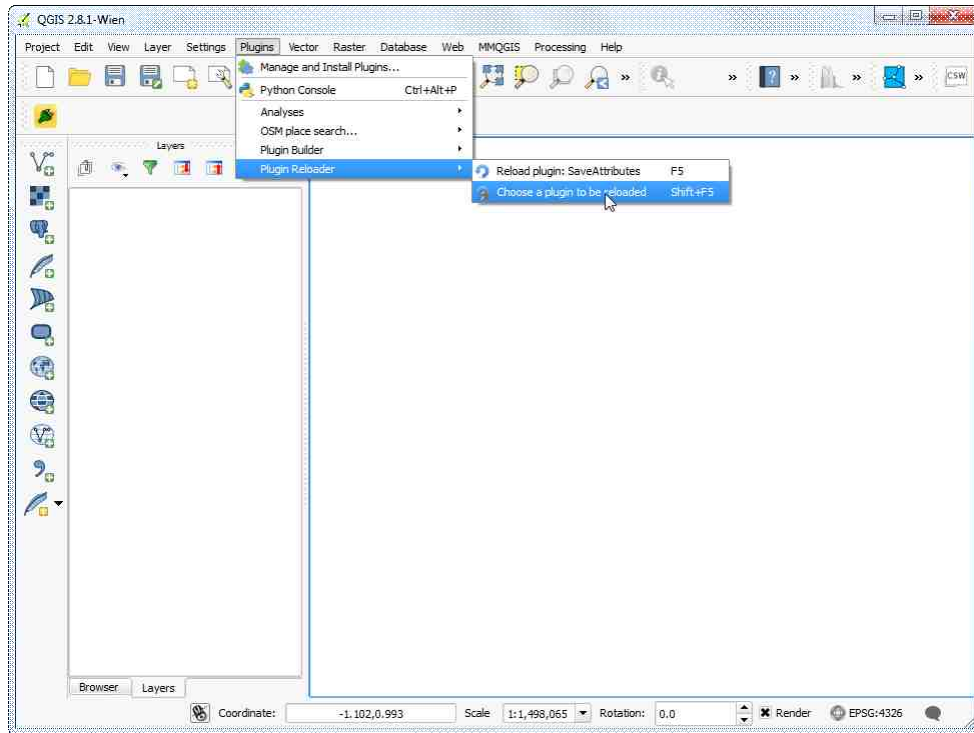 QGIS 2.8.1-Wien
Project Edit View Layer Settings Plugins Vector Raster Database Web MMQGIS Processing Help
Manage and Install Plugins...
Python Console Ctrl+Alt+P
Analyses
OSM place search...
Plugin Builder
Plugin Reloader
Reload plugin: SaveAttributes F5
Choose a plugin to be reloaded Shift+F5
CSW
Layers
Browser Layers
Coordinate: -1.102,0.993 Scale 1:1,498,065 Rotation: 0.0 Render EPSG:4326